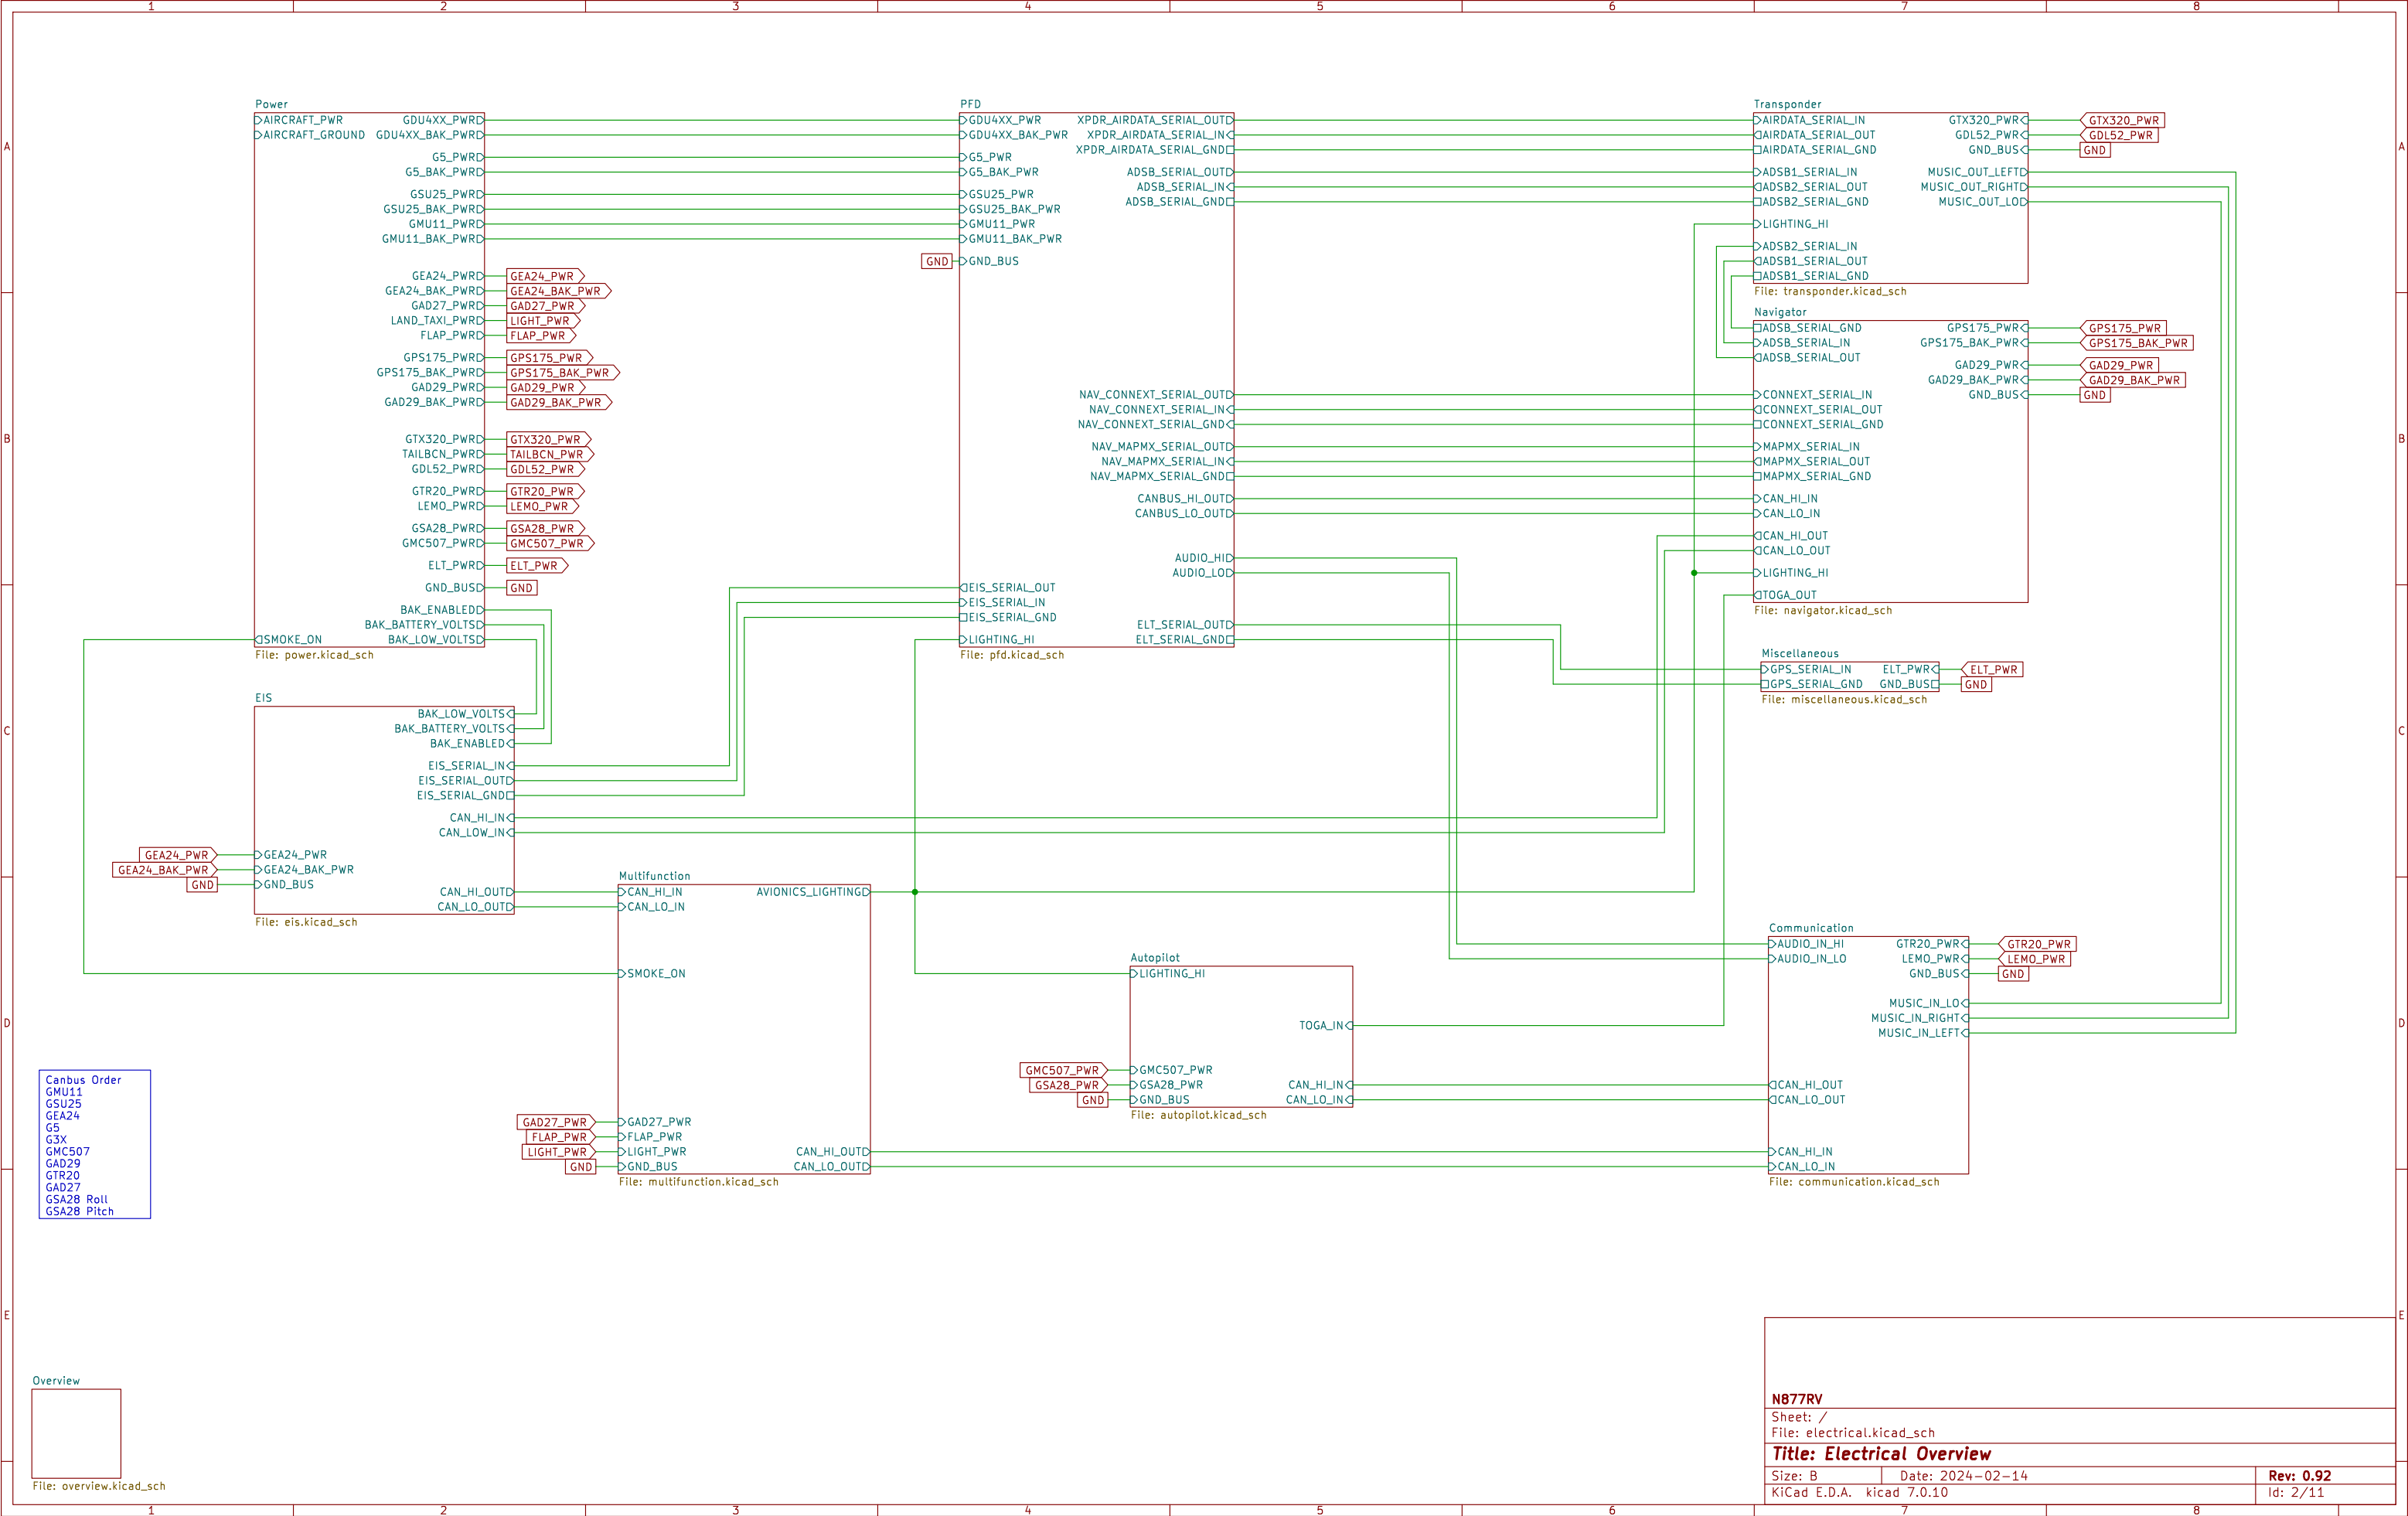 1 2 3 4 5 6 7 8
A A
B B
C C
D D
E E
Power
AIRCRAFT_PWR
AIRCRAFT_GROUND
GDU4XX_PWR
GDU4XX_BAK_PWR
G5_PWR
G5_BAK_PWR
GSU25_PWR
GSU25_BAK_PWR
GMU11_PWR
GMU11_BAK_PWR
GEA24_PWR GEA24_PWR
GEA24_BAK_PWR GEA24_BAK_PWR
GAD27_PWR GAD27_PWR
LAND_TAXI_PWR LIGHT_PWR
FLAP_PWR FLAP_PWR
GPS175_PWR GPS175_PWR
GPS175_BAK_PWR GPS175_BAK_PWR
GAD29_PWR GAD29_PWR
GAD29_BAK_PWR GAD29_BAK_PWR
GTX320_PWR GTX320_PWR
TAILBCN_PWR TAILBCN_PWR
GDL52_PWR GDL52_PWR
GTR20_PWR GTR20_PWR
LEMO_PWR LEMO_PWR
GSA28_PWR GSA28_PWR
GMC507_PWR GMC507_PWR
ELT_PWR ELT_PWR
GND_BUS GND
BAK_ENABLED
BAK_BATTERY_VOLTS
SMOKE_ON BAK_LOW_VOLTS
File: power.kicad_sch
EIS
BAK_LOW_VOLTS
BAK_BATTERY_VOLTS
BAK_ENABLED
EIS_SERIAL_IN
EIS_SERIAL_OUT
EIS_SERIAL_GND
CAN_HI_IN
CAN_LOW_IN
GEA24_PWR GEA24_PWR
GEA24_BAK_PWR GEA24_BAK_PWR
GND GND_BUS
CAN_HI_OUT
CAN_LO_OUT
File: eis.kicad_sch
PFD
GDU4XX_PWR
GDU4XX_BAK_PWR
G5_PWR
G5_BAK_PWR
GSU25_PWR
GSU25_BAK_PWR
GMU11_PWR
GMU11_BAK_PWR
GND GND_BUS
EIS_SERIAL_OUT
EIS_SERIAL_IN
EIS_SERIAL_GND
LIGHTING_HI
XPDR_AIRDATA_SERIAL_OUT
XPDR_AIRDATA_SERIAL_IN
XPDR_AIRDATA_SERIAL_GND
ADSB_SERIAL_OUT
ADSB_SERIAL_IN
ADSB_SERIAL_GND
NAV_CONNEXT_SERIAL_OUT
NAV_CONNEXT_SERIAL_IN
NAV_CONNEXT_SERIAL_GND
NAV_MAPMX_SERIAL_OUT
NAV_MAPMX_SERIAL_IN
NAV_MAPMX_SERIAL_GND
CANBUS_HI_OUT
CANBUS_LO_OUT
AUDIO_HI
AUDIO_LO
ELT_SERIAL_OUT
ELT_SERIAL_GND
File: pfd.kicad_sch
Transponder
AIRDATA_SERIAL_IN
AIRDATA_SERIAL_OUT
AIRDATA_SERIAL_GND
ADSB1_SERIAL_IN
ADSB2_SERIAL_OUT
ADSB2_SERIAL_GND
LIGHTING_HI
ADSB2_SERIAL_IN
ADSB1_SERIAL_OUT
ADSB1_SERIAL_GND
GTX320_PWR GTX320_PWR
GDL52_PWR GDL52_PWR
GND_BUS GND
MUSIC_OUT_LEFT
MUSIC_OUT_RIGHT
MUSIC_OUT_LO
File: transponder.kicad_sch
Navigator
ADSB_SERIAL_GND
ADSB_SERIAL_IN
ADSB_SERIAL_OUT
CONNEXT_SERIAL_IN
CONNEXT_SERIAL_OUT
CONNEXT_SERIAL_GND
MAPMX_SERIAL_IN
MAPMX_SERIAL_OUT
MAPMX_SERIAL_GND
CAN_HI_IN
CAN_LO_IN
CAN_HI_OUT
CAN_LO_OUT
LIGHTING_HI
TOGA_OUT
GPS175_PWR GPS175_PWR
GPS175_BAK_PWR GPS175_BAK_PWR
GAD29_PWR GAD29_PWR
GAD29_BAK_PWR GAD29_BAK_PWR
GND_BUS GND
File: navigator.kicad_sch
Miscellaneous
GPS_SERIAL_IN ELT_PWR ELT_PWR
GPS_SERIAL_GND GND_BUS GND
File: miscellaneous.kicad_sch
Multifunction
CAN_HI_IN AVIONICS_LIGHTING
CAN_LO_IN
SMOKE_ON
GAD27_PWR GAD27_PWR
FLAP_PWR FLAP_PWR
LIGHT_PWR LIGHT_PWR CAN_HI_OUT
GND GND_BUS CAN_LO_OUT
File: multifunction.kicad_sch
Autopilot
LIGHTING_HI
TOGA_IN
GMC507_PWR GMC507_PWR
GSA28_PWR GSA28_PWR CAN_HI_IN
GND GND_BUS CAN_LO_IN
File: autopilot.kicad_sch
Communication
AUDIO_IN_HI GTR20_PWR GTR20_PWR
AUDIO_IN_LO LEMO_PWR LEMO_PWR
GND_BUS GND
MUSIC_IN_LO
MUSIC_IN_RIGHT
MUSIC_IN_LEFT
CAN_HI_OUT
CAN_LO_OUT
CAN_HI_IN
CAN_LO_IN
File: communication.kicad_sch
Canbus Order
GMU11
GSU25
GEA24
G5
G3X
GMC507
GAD29
GTR20
GAD27
GSA28 Roll
GSA28 Pitch
Overview
File: overview.kicad_sch
N877RV
Sheet: /
File: electrical.kicad_sch
Title: Electrical Overview
Size: B Date: 2024-02-14 Rev: 0.92
KiCad E.D.A. kicad 7.0.10 Id: 2/11
1 2 3 4 5 6 7 8